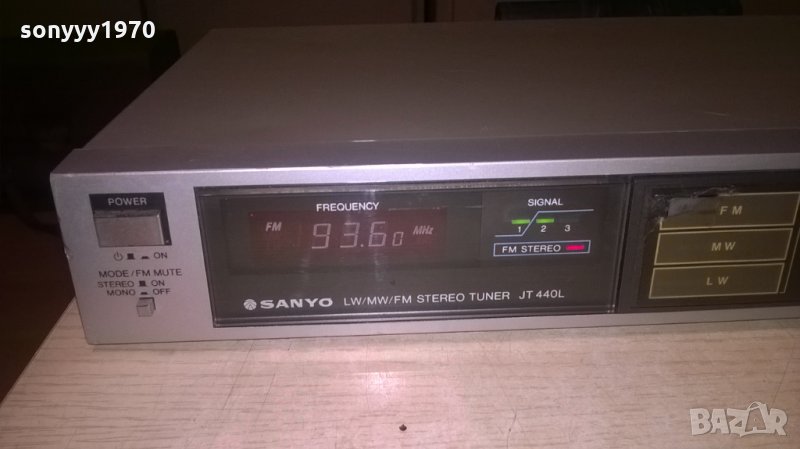 sonyyy1970
POWER
ON
MODE/FM MUTE
STEREO ON
MONO OFF
FREQUENCY
FM 93.60 MHz
SIGNAL
1 2 3
FM STEREO
SANYO LW/MW/FM STEREO TUNER JT 440L
FM
MW
LW
BAZAR